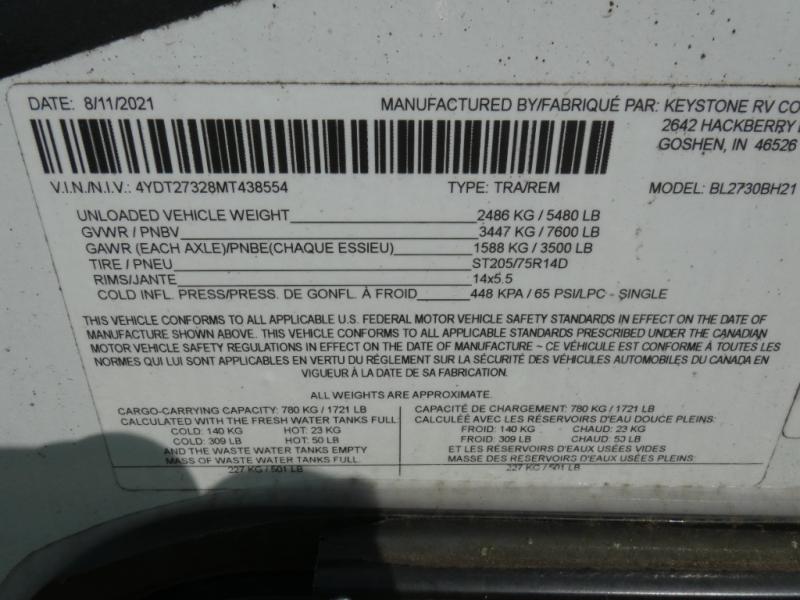 DATE: 8/11/2021 MANUFACTURED BY/FABRIQUÉ PAR: KEYSTONE RV CO
2642 HACKBERRY
GOSHEN, IN 46526
V.I.N./N.I.V.: 4YDT27328MT438554 TYPE: TRA/REM MODEL: BL2730BH21
UNLOADED VEHICLE WEIGHT 2486 KG / 5480 LB
GVWR / PNBV 3447 KG / 7600 LB
GAWR (EACH AXLE)/PNBE(CHAQUE ESSIEU) 1588 KG / 3500 LB
TIRE / PNEU ST205/75R14D
RIMS/JANTE 14x5.5
COLD INFL. PRESS/PRESS. DE GONFL. À FROID 448 KPA / 65 PSI/LPC - SINGLE
THIS VEHICLE CONFORMS TO ALL APPLICABLE U.S. FEDERAL MOTOR VEHICLE SAFETY STANDARDS IN EFFECT ON THE DATE OF
MANUFACTURE SHOWN ABOVE. THIS VEHICLE CONFORMS TO ALL APPLICABLE STANDARDS PRESCRIBED UNDER THE CANADIAN
MOTOR VEHICLE SAFETY REGULATIONS IN EFFECT ON THE DATE OF MANUFACTURE ~ CE VÉHICULE EST CONFORME À TOUTES LES
NORMES QUI LUI SONT APPLICABLES EN VERTU DU RÉGLEMENT SUR LA SÉCURITÉ DES VÉHICULES AUTOMOBILES DU CANADA EN
VIGUEUR À LA DATE DE SA FABRICATION.
ALL WEIGHTS ARE APPROXIMATE.
CARGO-CARRYING CAPACITY: 780 KG / 1721 LB
CALCULATED WITH THE FRESH WATER TANKS FULL:
COLD: 140 KG HOT: 23 KG
COLD: 309 LB HOT: 50 LB
AND THE WASTE WATER TANKS EMPTY
MASS OF WASTE WATER TANKS FULL:
227 KG / 501 LB
CAPACITÉ DE CHARGEMENT: 780 KG / 1721 LB
CALCULÉE AVEC LES RÉSERVOIRS D'EAU DOUCE PLEINS:
FROID: 140 KG CHAUD: 23 KG
FROID: 309 LB CHAUD: 50 LB
ET LES RÉSERVOIRS D'EAUX USÉES VIDES
MASSE DES RÉSERVOIRS D'EAUX USÉES PLEINS:
227 KG / 501 LB